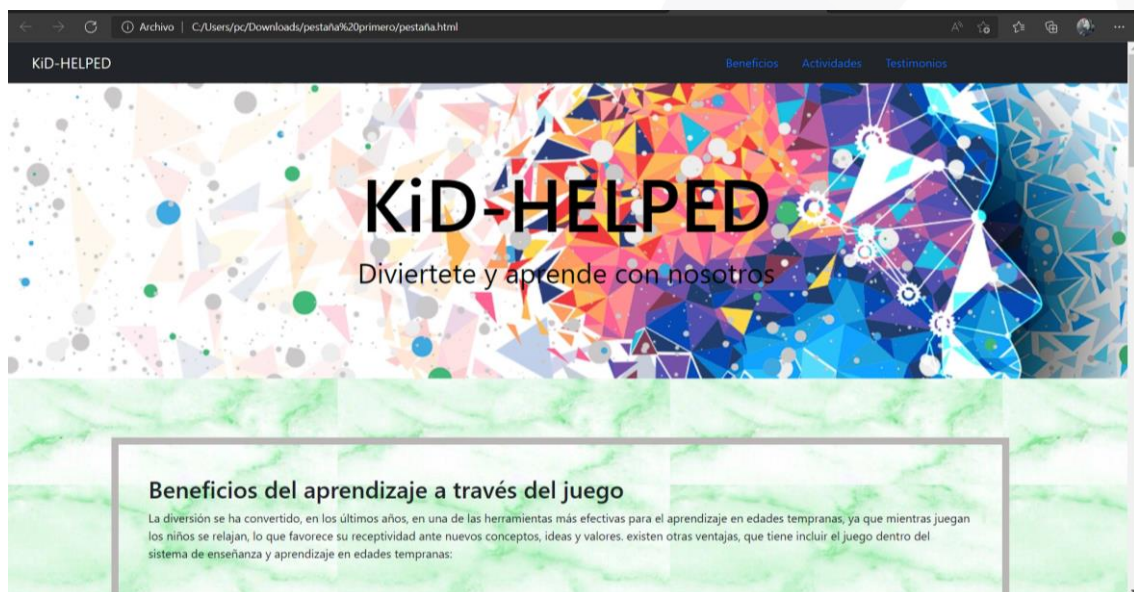 Archivo | C:/Users/pc/Downloads/pestaña%20primero/pestaña.html
KiD-HELPED
Beneficios Actividades Testimonios
KiD-HELPED
Diviertete y aprende con nosotros
Beneficios del aprendizaje a través del juego
La diversión se ha convertido, en los últimos años, en una de las herramientas más efectivas para el aprendizaje en edades tempranas, ya que mientras juegan
los niños se relajan, lo que favorece su receptividad ante nuevos conceptos, ideas y valores. existen otras ventajas, que tiene incluir el juego dentro del
sistema de enseñanza y aprendizaje en edades tempranas: